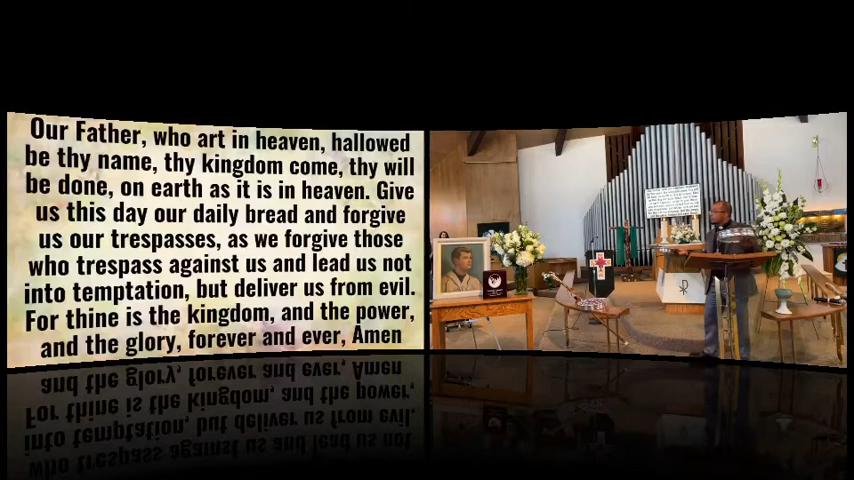 Our Father, who art in heaven, hallowed
be thy name, thy kingdom come, thy will
be done, on earth as it is in heaven. Give
us this day our daily bread and forgive
us our trespasses, as we forgive those
who trespass against us and lead us not
into temptation, but deliver us from evil.
For thine is the kingdom, and the power,
and the glory, forever and ever, Amen